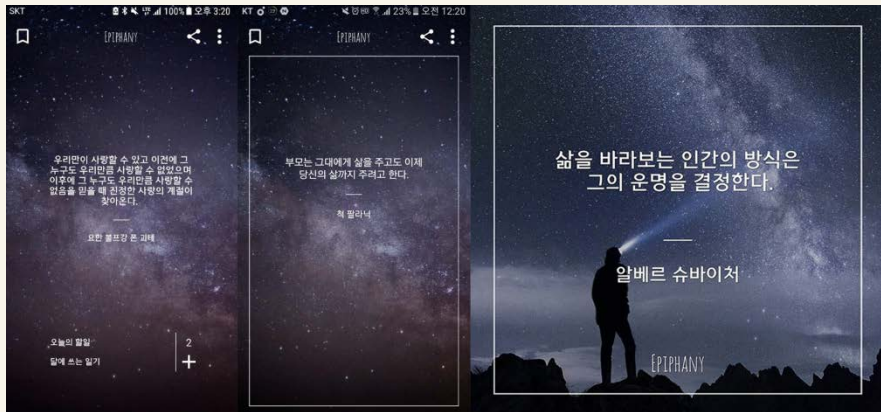 SKT
100% 오후 3:20
EPIPHANY
우리만이 사랑할 수 있고 이전에 그
누구도 우리만큼 사랑할 수 없었으며
이후에 그 누구도 우리만큼 사랑할 수
없음을 믿을 때 진정한 사랑의 계절이
찾아온다.
요한 볼프강 폰 괴테
오늘의 할일
2
달에 쓰는 일기
+
KT
23% 오전 12:20
EPIPHANY
부모는 그대에게 삶을 주고도 이제
당신의 삶까지 주려고 한다.
척 팔라닉
삶을 바라보는 인간의 방식은
그의 운명을 결정한다.
알베르 슈바이처
EPIPHANY